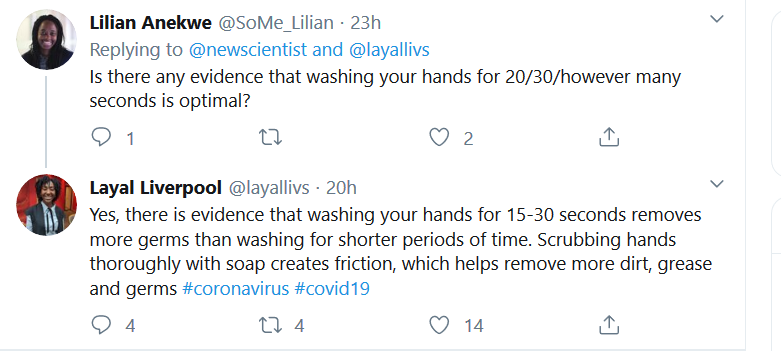 Lilian Anekwe @SoMe_Lilian · 23h
Replying to @newscientist and @layallivs
Is there any evidence that washing your hands for 20/30/however many
seconds is optimal?
1 2
Layal Liverpool @layallivs · 20h
Yes, there is evidence that washing your hands for 15-30 seconds removes
more germs than washing for shorter periods of time. Scrubbing hands
thoroughly with soap creates friction, which helps remove more dirt, grease
and germs #coronavirus #covid19
4 4 14